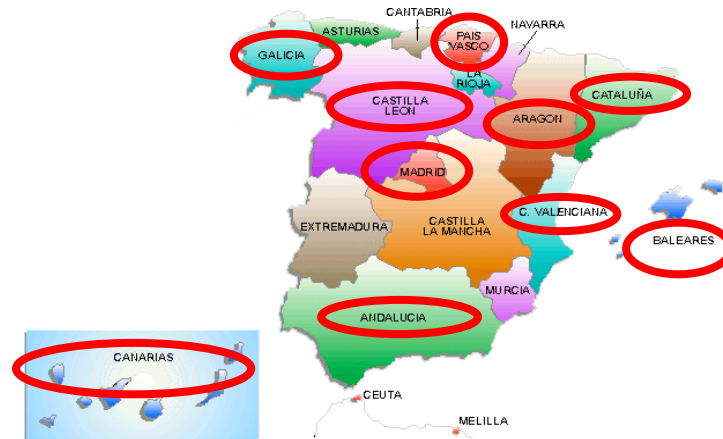 CANTABRIA
ASTURIAS
PAIS
VASCO
NAVARRA
GALICIA
LA
RIOJA
CASTILLA
LEON
CATALUÑA
ARAGON
MADRID
C. VALENCIANA
EXTREMADURA
CASTILLA
LA MANCHA
BALEARES
MURCIA
ANDALUCIA
CANARIAS
CEUTA
MELILLA